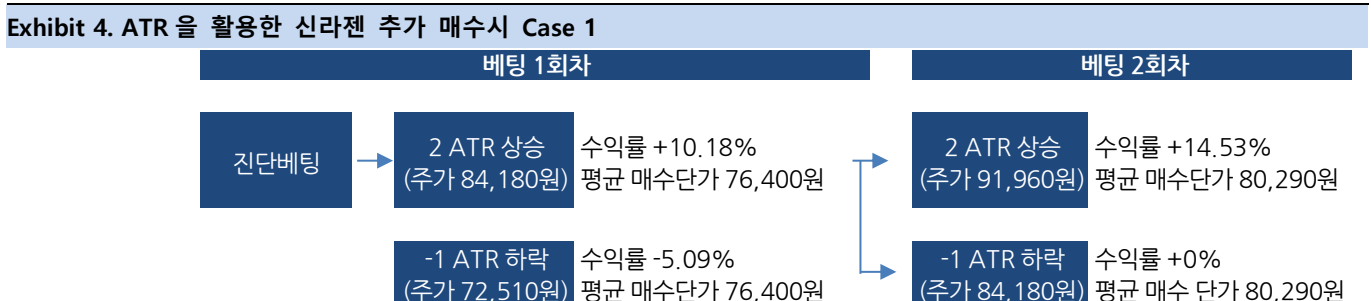 Exhibit 4. ATR 을 활용한 신라젠 추가 매수시 Case 1
베팅 1회차
베팅 2회차
진단베팅
2 ATR 상승
(주가 84,180원)
수익률 +10.18%
평균 매수단가 76,400원
2 ATR 상승
(주가 91,960원)
수익률 +14.53%
평균 매수단가 80,290원
-1 ATR 하락
(주가 72,510원)
수익률 -5.09%
평균 매수단가 76,400원
-1 ATR 하락
(주가 84,180원)
수익률 +0%
평균 매수 단가 80,290원